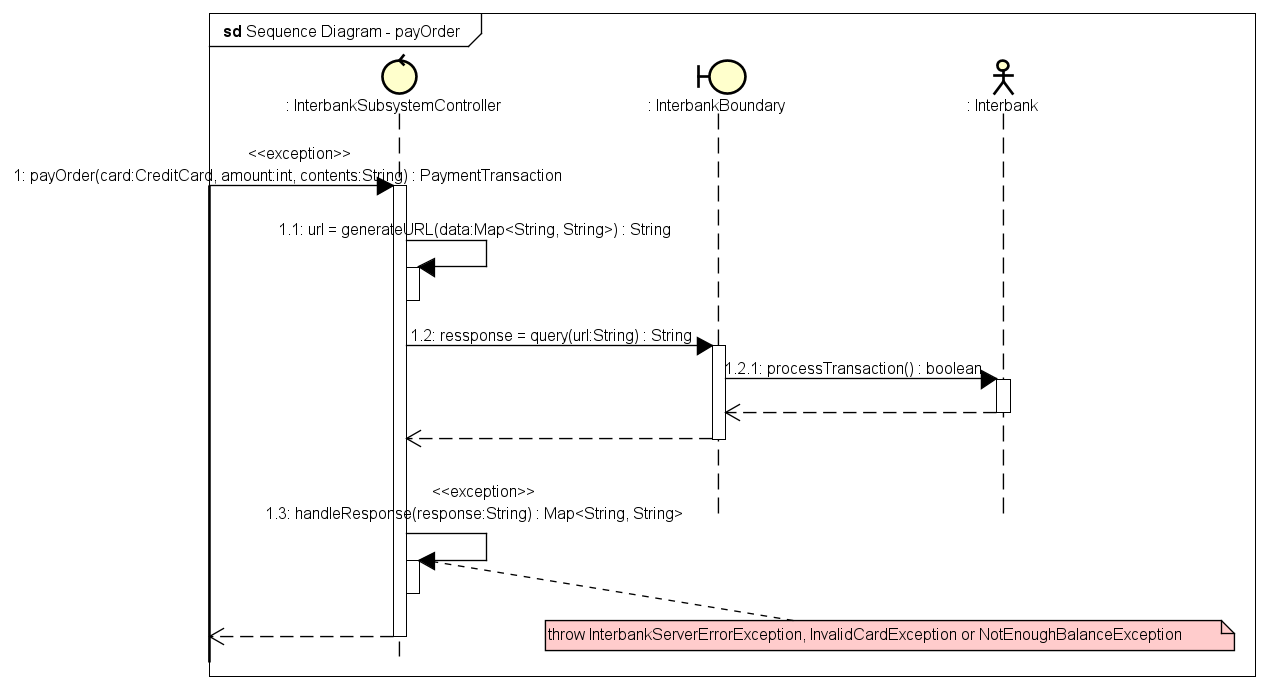 sd Sequence Diagram - payOrder
: InterbankSubsystemController
: InterbankBoundary
: Interbank
<<exception>>
1: payOrder(card:CreditCard, amount:int, contents:String) : PaymentTransaction
1.1: url = generateURL(data:Map<String, String>) : String
1.2: ressponse = query(url:String) : String
1.2.1: processTransaction() : boolean
<<exception>>
1.3: handleResponse(response:String) : Map<String, String>
throw InterbankServerErrorException, InvalidCardException or NotEnoughBalanceException